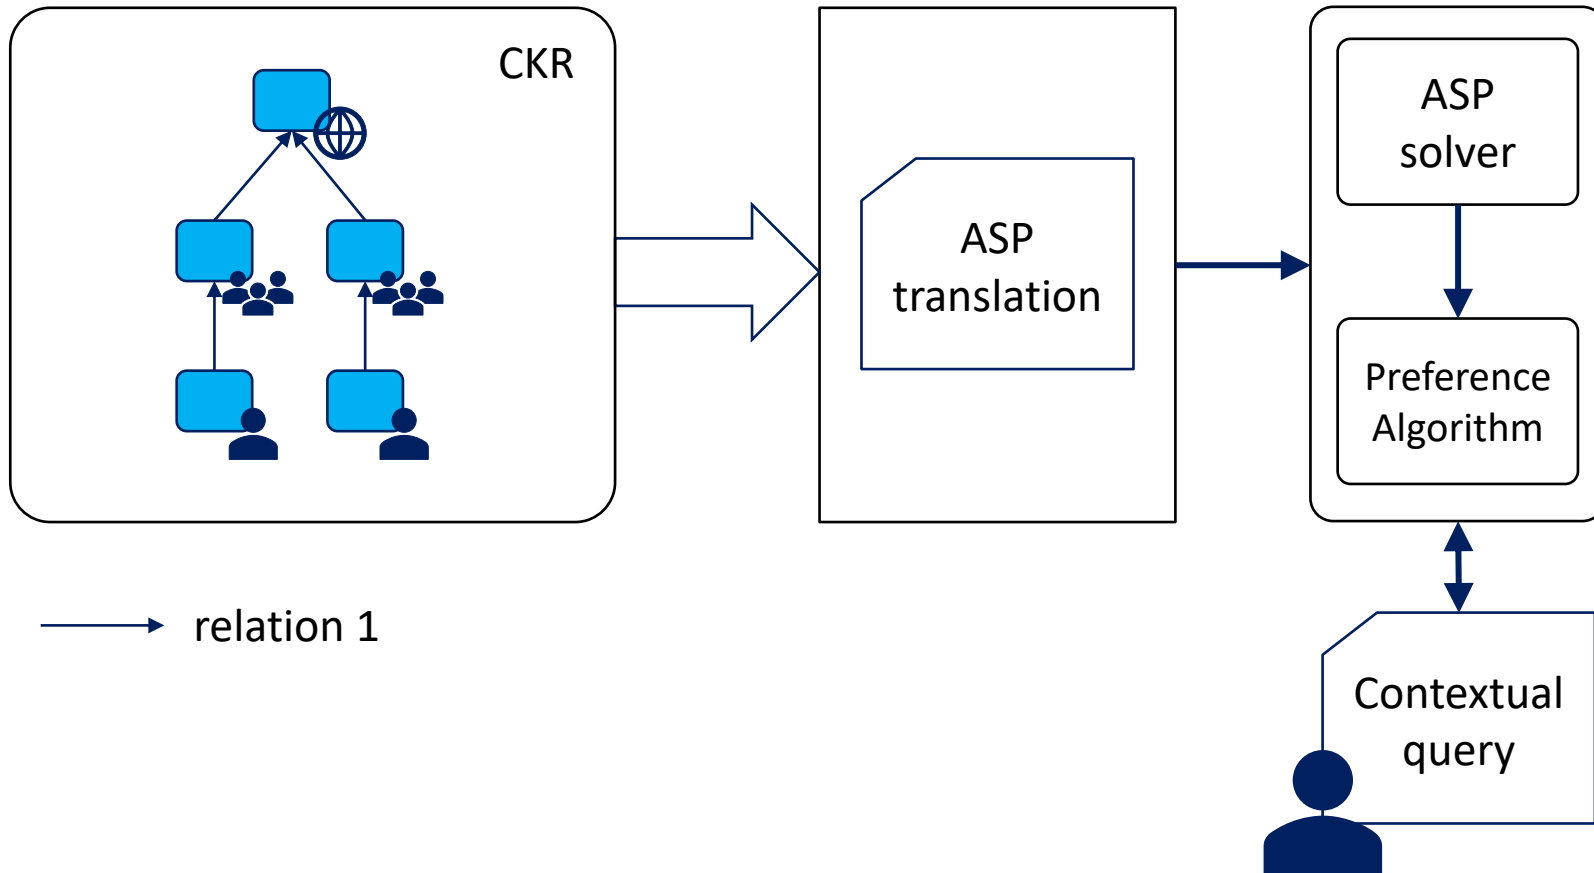 CKR
ASP
translation
ASP
solver
Preference
Algorithm
relation 1
Contextual
query